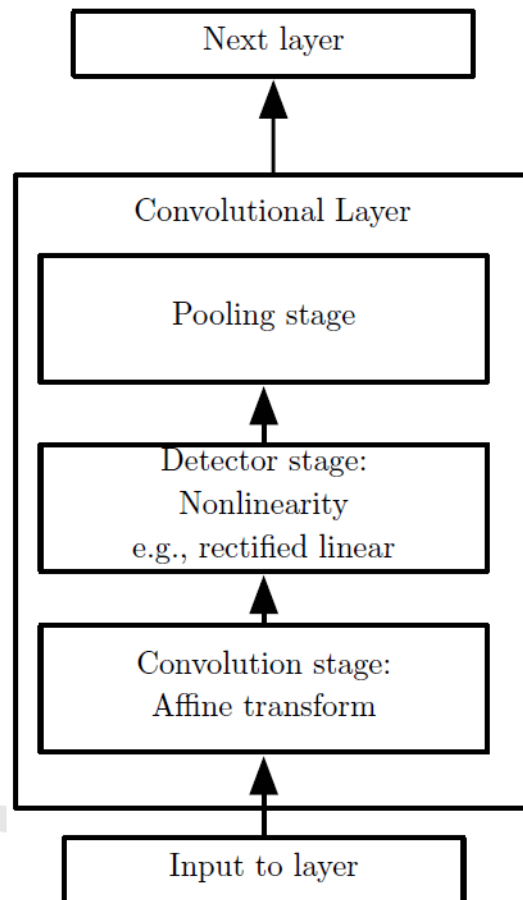 Next layer
Convolutional Layer
Pooling stage
Detector stage:
Nonlinearity
e.g., rectified linear
Convolution stage:
Affine transform
Input to layer